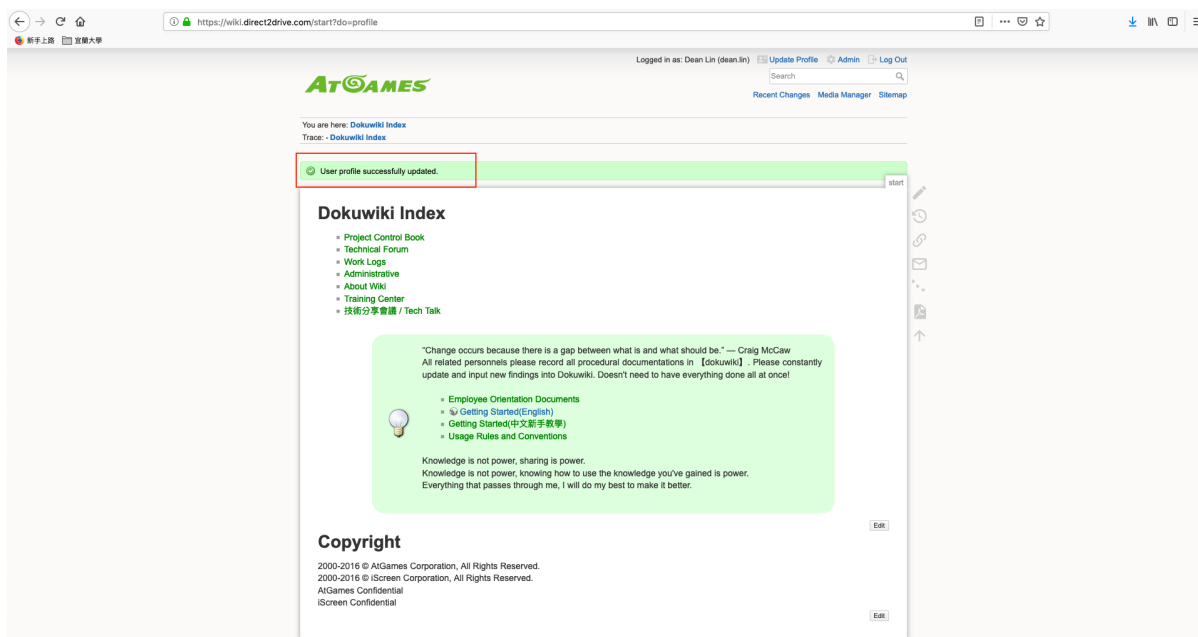 https://wiki.direct2drive.com/start?do=profile
新手上路 宜蘭大學
Logged in as: Dean Lin (dean.lin) Update Profile Admin Log Out
ATGAMES
Search
Recent Changes Media Manager Sitemap
You are here: Dokuwiki Index
Trace: • Dokuwiki Index
User profile successfully updated.
start
Dokuwiki Index
Project Control Book
Technical Forum
Work Logs
Administrative
About Wiki
Training Center
技術分享會議 / Tech Talk
"Change occurs because there is a gap between what is and what should be." — Craig McCaw
All related personnels please record all procedural documentations in 【dokuwiki】. Please constantly
update and input new findings into Dokuwiki. Doesn't need to have everything done all at once!
Employee Orientation Documents
Getting Started(English)
Getting Started(中文新手教學)
Usage Rules and Conventions
Knowledge is not power, sharing is power.
Knowledge is not power, knowing how to use the knowledge you've gained is power.
Everything that passes through me, I will do my best to make it better.
Edit
Copyright
2000-2016 © AtGames Corporation, All Rights Reserved.
2000-2016 © iScreen Corporation, All Rights Reserved.
AtGames Confidential
iScreen Confidential
Edit